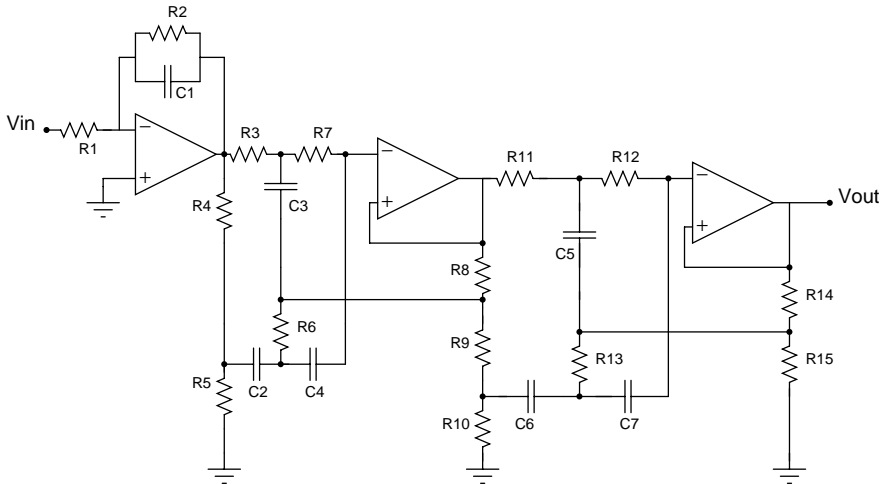 R2
C1
Vin
R1
−
+
R3
R7
R4
C3
−
+
R11
R12
−
+
Vout
C5
R8
R14
R6
R9
R13
R15
R5
C2
C4
R10
C6
C7